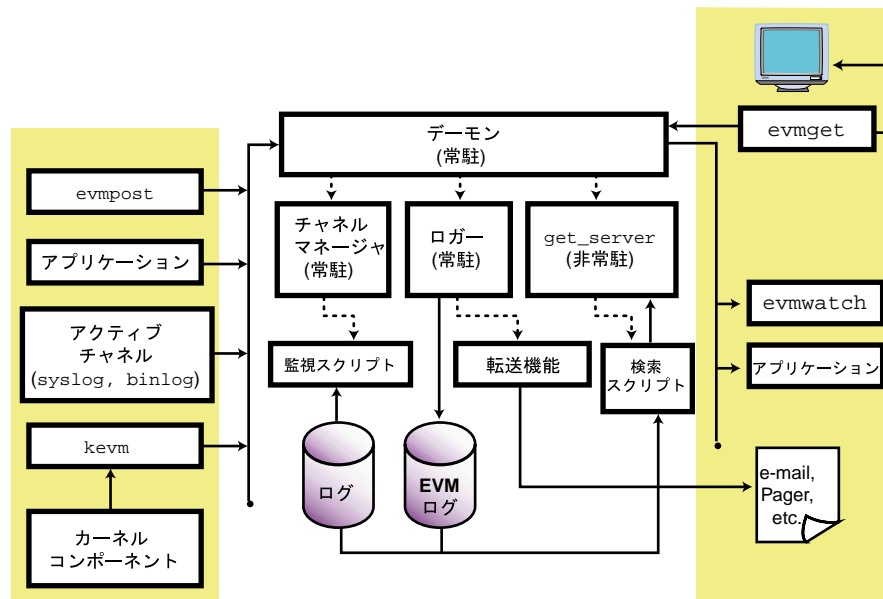 evmpost
アプリケーション
アクティブ
チャネル
(syslog, binlog)
kevm
カーネル
コンポーネント
デーモン
(常駐)
チャネル
マネージャ
(常駐)
ロガー
(常駐)
get_server
(非常駐)
監視スクリプト
転送機能
検索
スクリプト
ログ
EVM
ログ
evmget
evmwatch
アプリケーション
e-mail,
Pager,
etc.